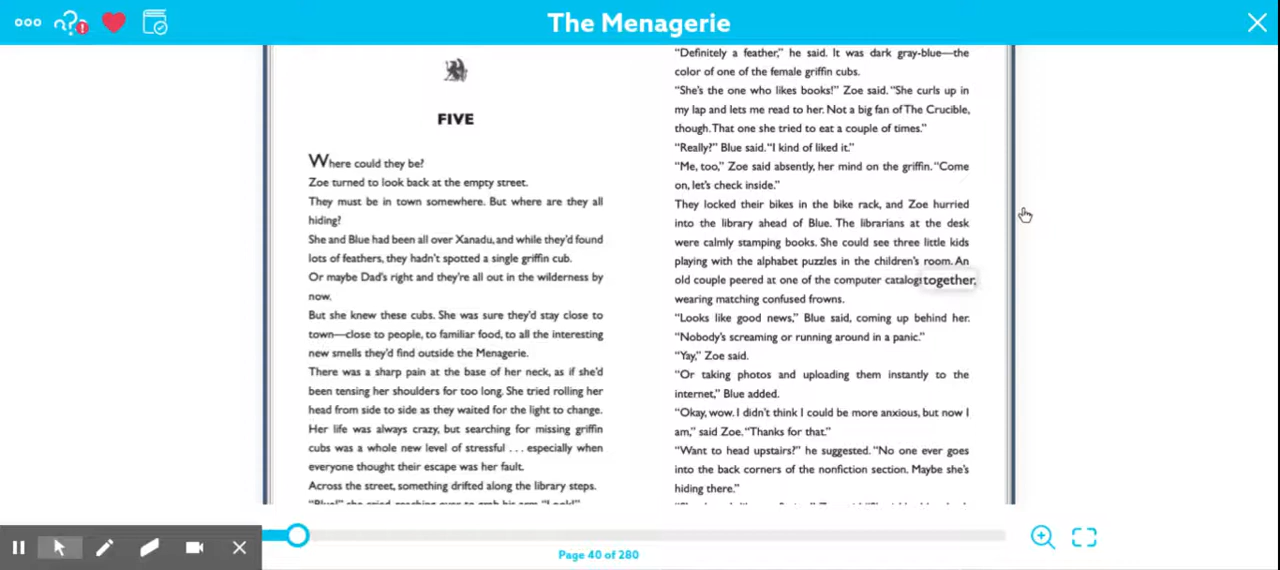 The Menagerie
FIVE
Where could they be?
Zoe turned to look back at the empty street.
They must be in town somewhere. But where are they all
hiding?
She and Blue had been all over Xanadu, and while they'd found
lots of feathers, they hadn't spotted a single griffin cub.
Or maybe Dad's right and they're all out in the wilderness by
now.
But she knew these cubs. She was sure they'd stay close to
town—close to people, to familiar food, to all the interesting
new smells they'd find outside the Menagerie.
There was a sharp pain at the base of her neck, as if she'd
been tensing her shoulders for too long. She tried rolling her
head from side to side as they waited for the light to change.
Her life was always crazy, but searching for missing griffin
cubs was a whole new level of stressful . . . especially when
everyone thought their escape was her fault.
Across the street, something drifted along the library steps.
"Definitely a feather," he said. It was dark gray-blue—the
color of one of the female griffin cubs.
"She's the one who likes books!" Zoe said. "She curls up in
my lap and lets me read to her. Not a big fan of The Crucible,
though. That one she tried to eat a couple of times."
"Really?" Blue said. "I kind of liked it."
"Me, too," Zoe said absently, her mind on the griffin. "Come
on, let's check inside."
They locked their bikes in the bike rack, and Zoe hurried
into the library ahead of Blue. The librarians at the desk
were calmly stamping books. She could see three little kids
playing with the alphabet puzzles in the children's room. An
old couple peered at one of the computer catalogs together,
wearing matching confused frowns.
"Looks like good news," Blue said, coming up behind her.
"Nobody's screaming or running around in a panic."
"Yay," Zoe said.
"Or taking photos and uploading them instantly to the
internet," Blue added.
"Okay, wow. I didn't think I could be more anxious, but now I
am," said Zoe. "Thanks for that."
"Want to head upstairs?" he suggested. "No one ever goes
into the back corners of the nonfiction section. Maybe she's
hiding there."
Page 40 of 280